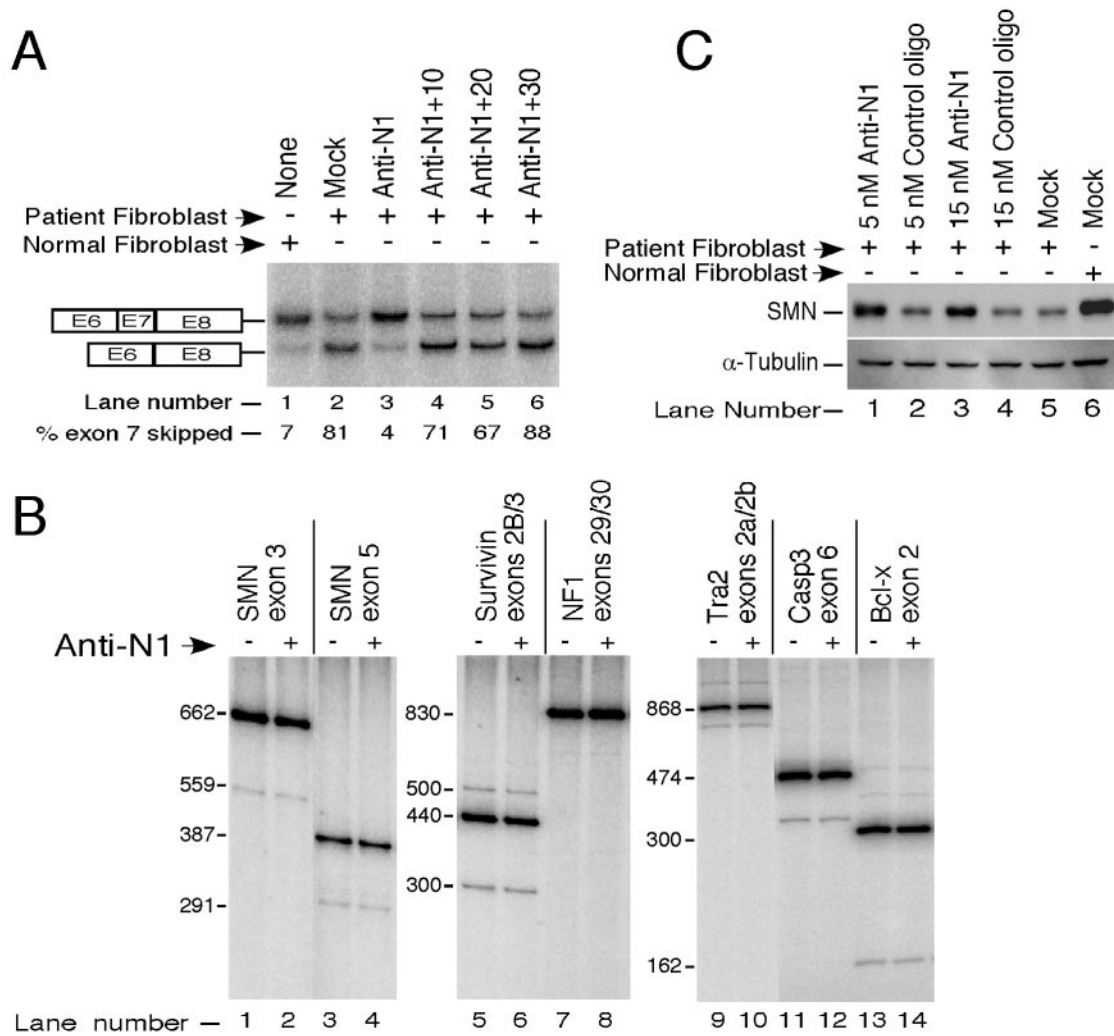 A
None
Mock
Anti-N1
Anti-N1+10
Anti-N1+20
Anti-N1+30
Patient Fibroblast - + + + + +
Normal Fibroblast + - - - - -
E6 E7 E8
E6 E8
Lane number – 1 2 3 4 5 6
% exon 7 skipped – 7 81 4 71 67 88
C
5 nM Anti-N1
5 nM Control oligo
15 nM Anti-N1
15 nM Control oligo
Mock
Mock
Patient Fibroblast + + + + + -
Normal Fibroblast - - - - - +
SMN –
α-Tubulin –
Lane Number – 1 2 3 4 5 6
B
SMN
exon 3
SMN
exon 5
Survivin
exons 2B/3
NF1
exons 29/30
Tra2
exons 2a/2b
Casp3
exon 6
Bcl-x
exon 2
Anti-N1 - + - + - + - + - + - + - +
662 –
559 –
387 –
291 –
830 –
500 –
440 –
300 –
868 –
474 –
300 –
162 –
Lane number – 1 2 3 4 5 6 7 8 9 10 11 12 13 14